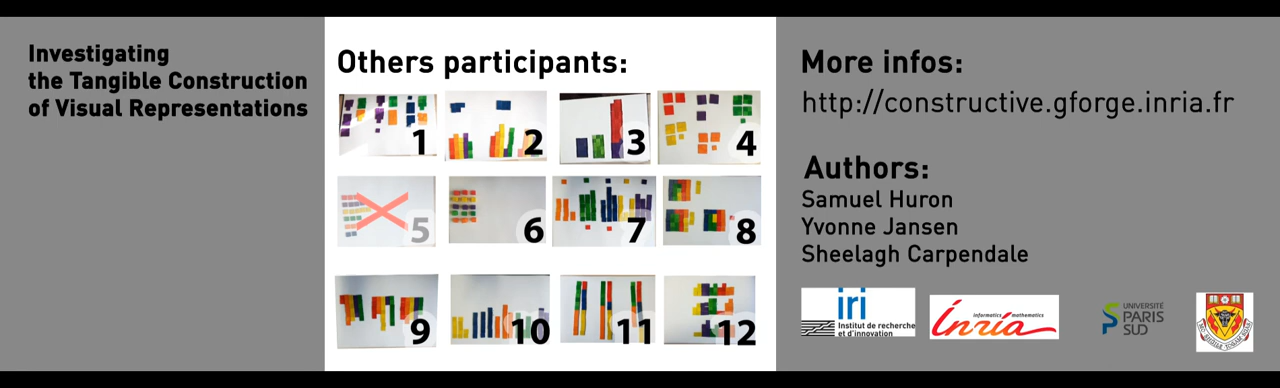 Investigating
the Tangible Construction
of Visual Representations
Others participants:
1
2
3
4
5
6
7
8
9
10
11
12
More infos:
http://constructive.gforge.inria.fr
Authors:
Samuel Huron
Yvonne Jansen
Sheelagh Carpendale
iri
Institut de recherche
et d'innovation
informatics mathematics
inria
UNIVERSITÉ
PARIS
SUD